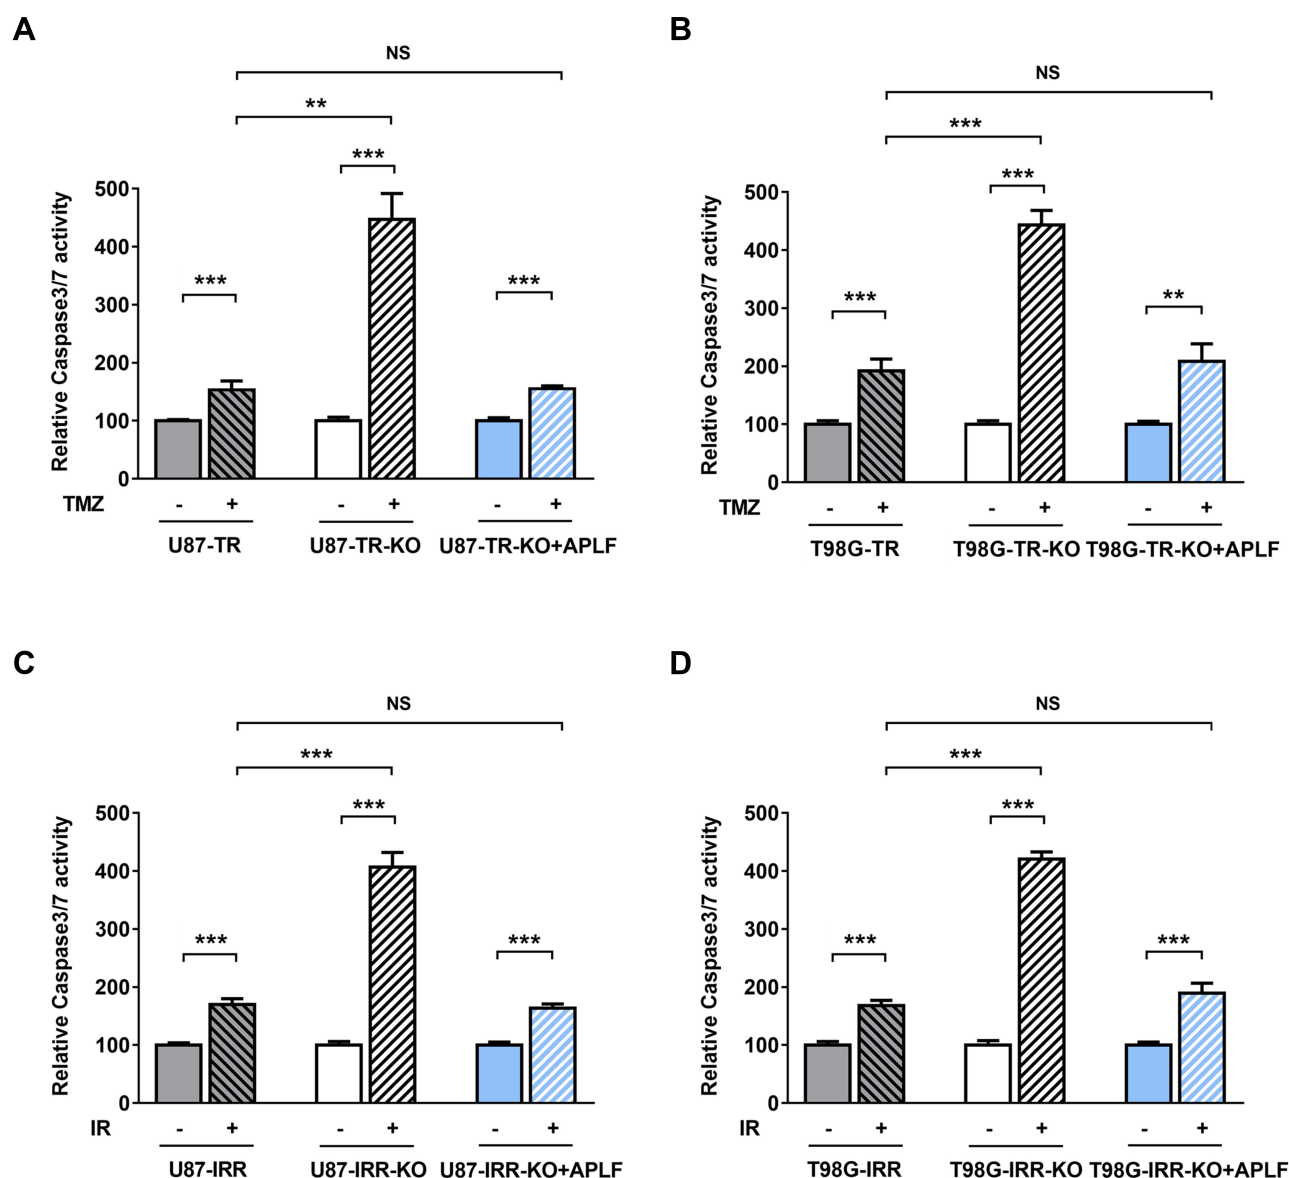 A
NS
**
***
***
***
Relative Caspase3/7 activity
500
400
300
200
100
0
TMZ - + - + - +
U87-TR U87-TR-KO U87-TR-KO+APLF
B
NS
***
***
***
**
Relative Caspase3/7 activity
500
400
300
200
100
0
TMZ - + - + - +
T98G-TR T98G-TR-KO T98G-TR-KO+APLF
C
NS
***
***
***
***
Relative Caspase3/7 activity
500
400
300
200
100
0
IR - + - + - +
U87-IRR U87-IRR-KO U87-IRR-KO+APLF
D
NS
***
***
***
***
Relative Caspase3/7 activity
500
400
300
200
100
0
IR - + - + - +
T98G-IRR T98G-IRR-KO T98G-IRR-KO+APLF